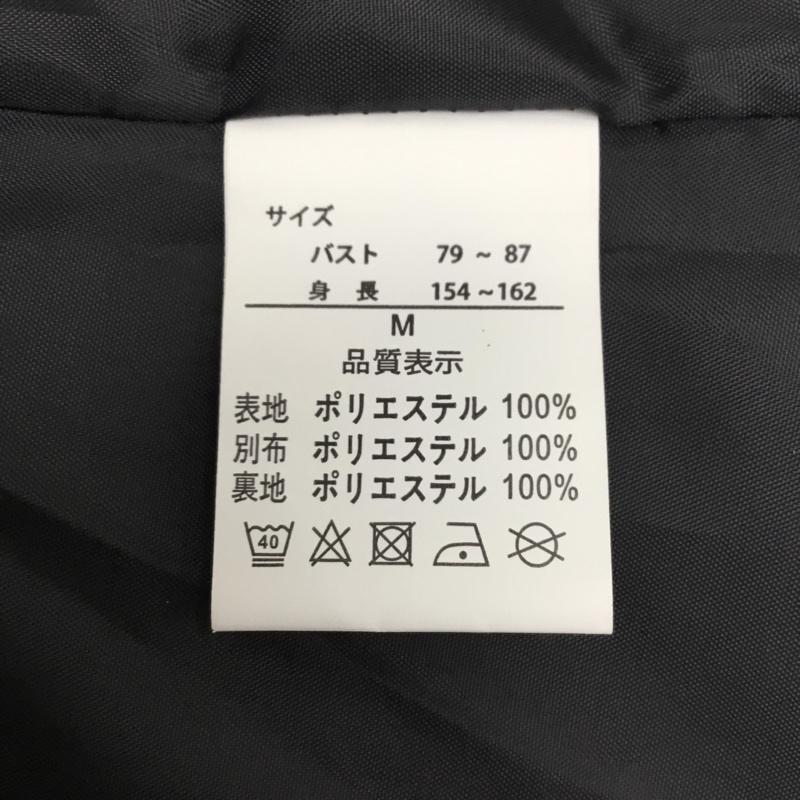 サイズ
バスト 79 ~ 87
身 長 154 ~162
M
品質表示
表地 ポリエステル 100%
別布 ポリエステル 100%
裏地 ポリエステル 100%
40